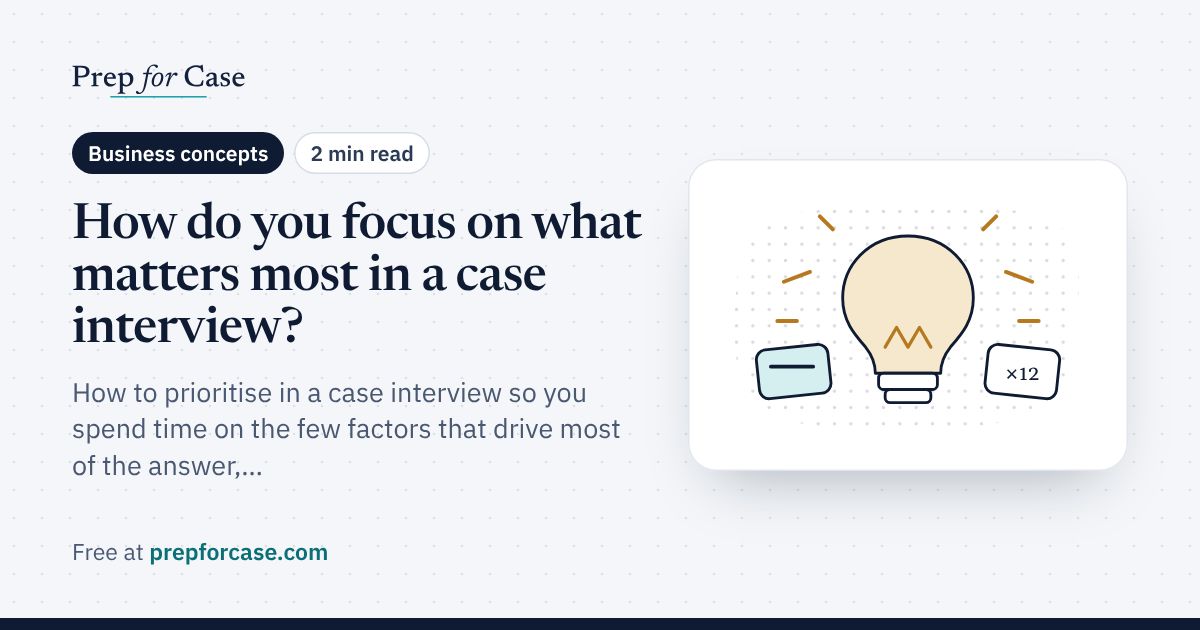 Prep for Case
Business concepts
2 min read
How do you focus on what
matters most in a case
interview?
How to prioritise in a case interview so you
spend time on the few factors that drive most
of the answer,...
×12
Free at prepforcase.com